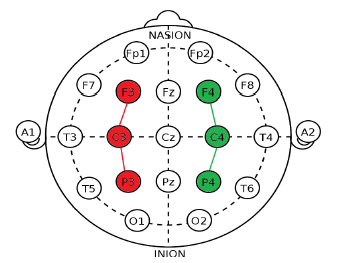 NASION
Fp1 Fp2
F7 F3 Fz F4 F8
A1 T3 C3 Cz C4 T4 A2
T5 P3 Pz P4 T6
O1 O2
INION